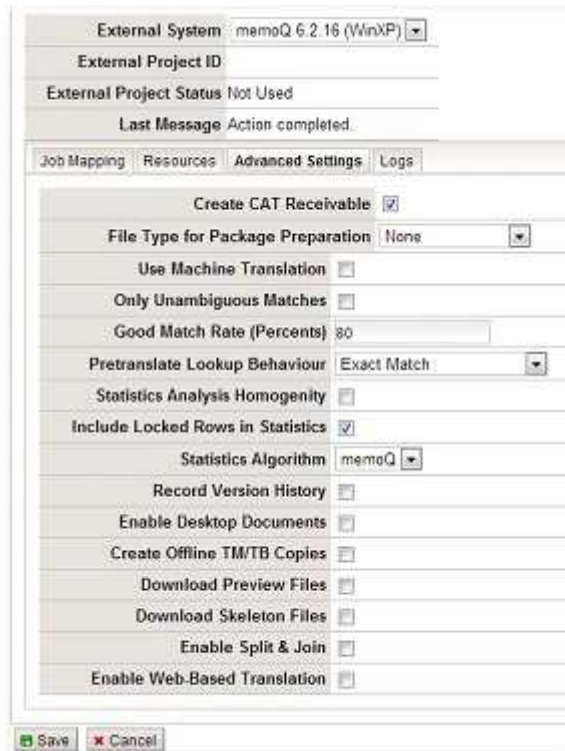 External System memoQ 6.2.16 (WinXP)
External Project ID
External Project Status Not Used
Last Message Action completed.
Job Mapping Resources Advanced Settings Logs
Create CAT Receivable
File Type for Package Preparation None
Use Machine Translation
Only Unambiguous Matches
Good Match Rate (Percents) 80
Pretranslate Lookup Behaviour Exact Match
Statistics Analysis Homogenity
Include Locked Rows in Statistics
Statistics Algorithm memoQ
Record Version History
Enable Desktop Documents
Create Offline TM/TB Copies
Download Preview Files
Download Skeleton Files
Enable Split & Join
Enable Web-Based Translation
Save Cancel